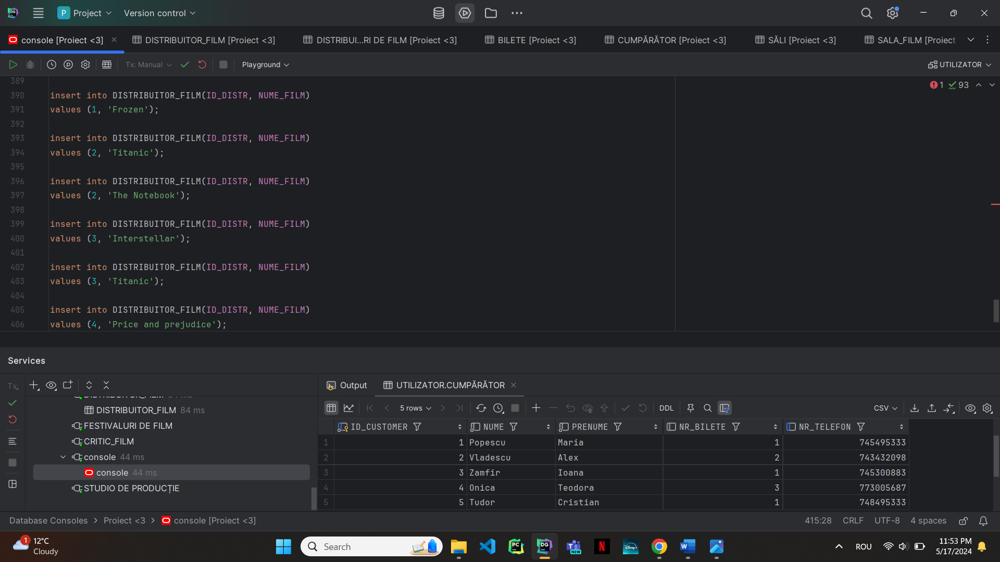 P Project Version control
console [Proiect <3] DISTRIBUITOR_FILM [Proiect <3] DISTRIBUI...RI DE FILM [Proiect <3] BILETE [Proiect <3] CUMPĂRĂTOR [Proiect <3] SĂLI [Proiect <3] SALA_FILM [Proiect
Tx: Manual Playground UTILIZATOR
389
1 93
390 insert into DISTRIBUITOR_FILM(ID_DISTR, NUME_FILM)
391 values (1, 'Frozen');
392
393 insert into DISTRIBUITOR_FILM(ID_DISTR, NUME_FILM)
394 values (2, 'Titanic');
395
396 insert into DISTRIBUITOR_FILM(ID_DISTR, NUME_FILM)
397 values (2, 'The Notebook');
398
399 insert into DISTRIBUITOR_FILM(ID_DISTR, NUME_FILM)
400 values (3, 'Interstellar');
401
402 insert into DISTRIBUITOR_FILM(ID_DISTR, NUME_FILM)
403 values (3, 'Titanic');
404
405 insert into DISTRIBUITOR_FILM(ID_DISTR, NUME_FILM)
406 values (4, 'Price and prejudice');
Services
Tx
DISTRIBUITOR_FILM
DISTRIBUITOR_FILM 84 ms
FESTIVALURI DE FILM
CRITIC_FILM
console 44 ms
console 44 ms
STUDIO DE PRODUCȚIE
Output UTILIZATOR.CUMPĂRĂTOR
5 rows DDL CSV
ID_CUSTOMER NUME PRENUME NR_BILETE NR_TELEFON
1 1 Popescu Maria 1 745495333
2 2 Vladescu Alex 2 743432098
3 3 Zamfir Ioana 1 745300883
4 4 Onica Teodora 3 773005687
5 5 Tudor Cristian 1 748495333
Database Consoles > Proiect <3 > console [Proiect <3] 415:28 CRLF UTF-8 4 spaces
1 12°C
Cloudy
Search
PC
DG
NEW
N
Disney+
W
ROU
11:53 PM
5/17/2024